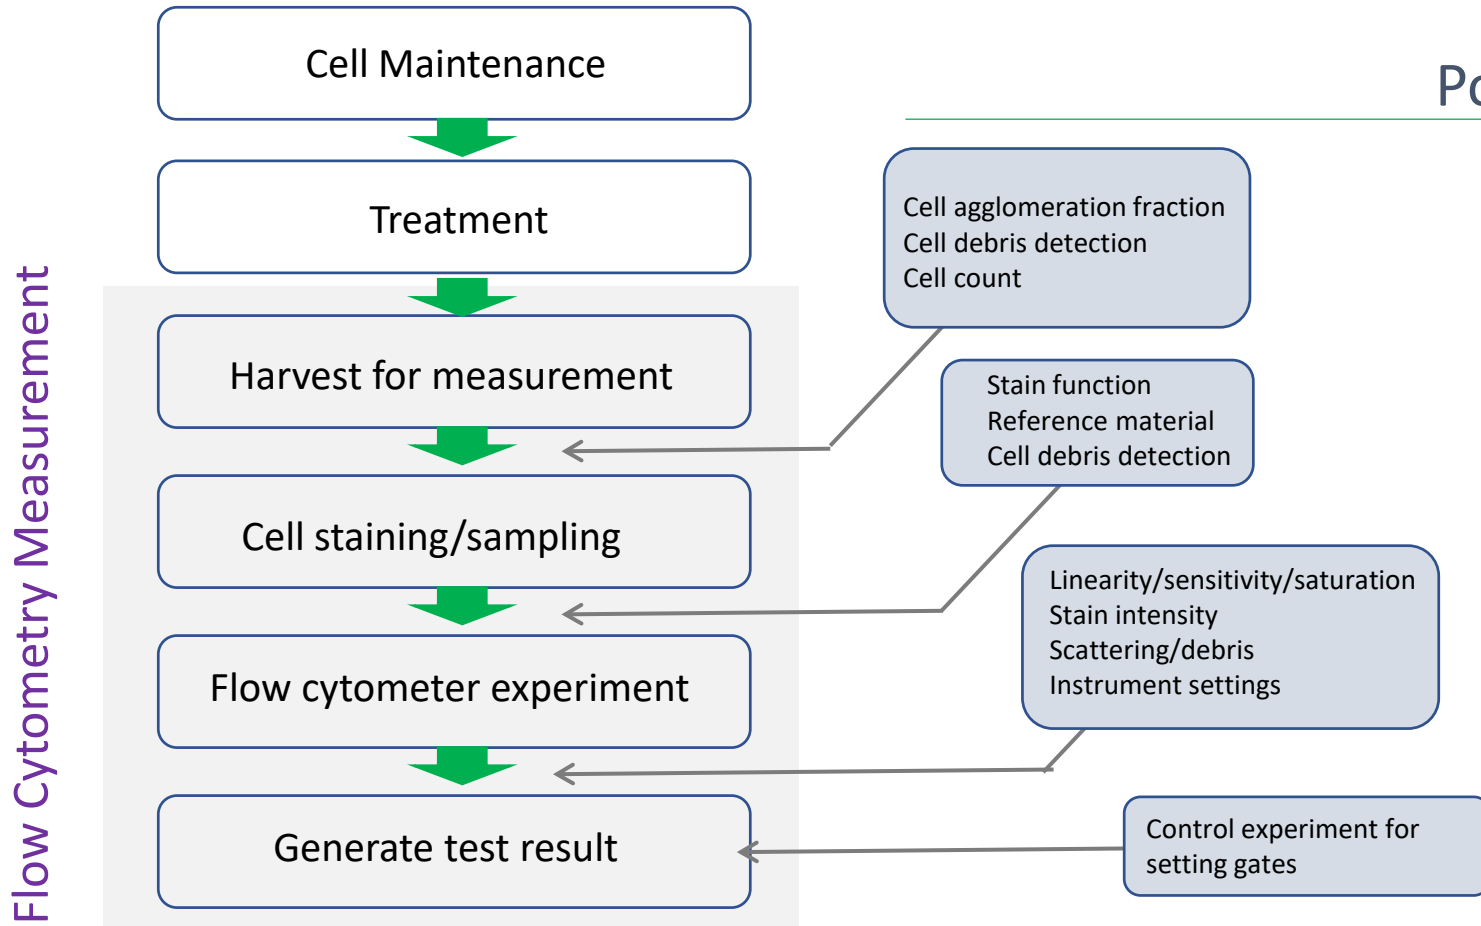 Cell Maintenance
Treatment
Harvest for measurement
Cell staining/sampling
Flow cytometer experiment
Generate test result
Flow Cytometry Measurement
Po
Cell agglomeration fraction
Cell debris detection
Cell count
Stain function
Reference material
Cell debris detection
Linearity/sensitivity/saturation
Stain intensity
Scattering/debris
Instrument settings
Control experiment for
setting gates